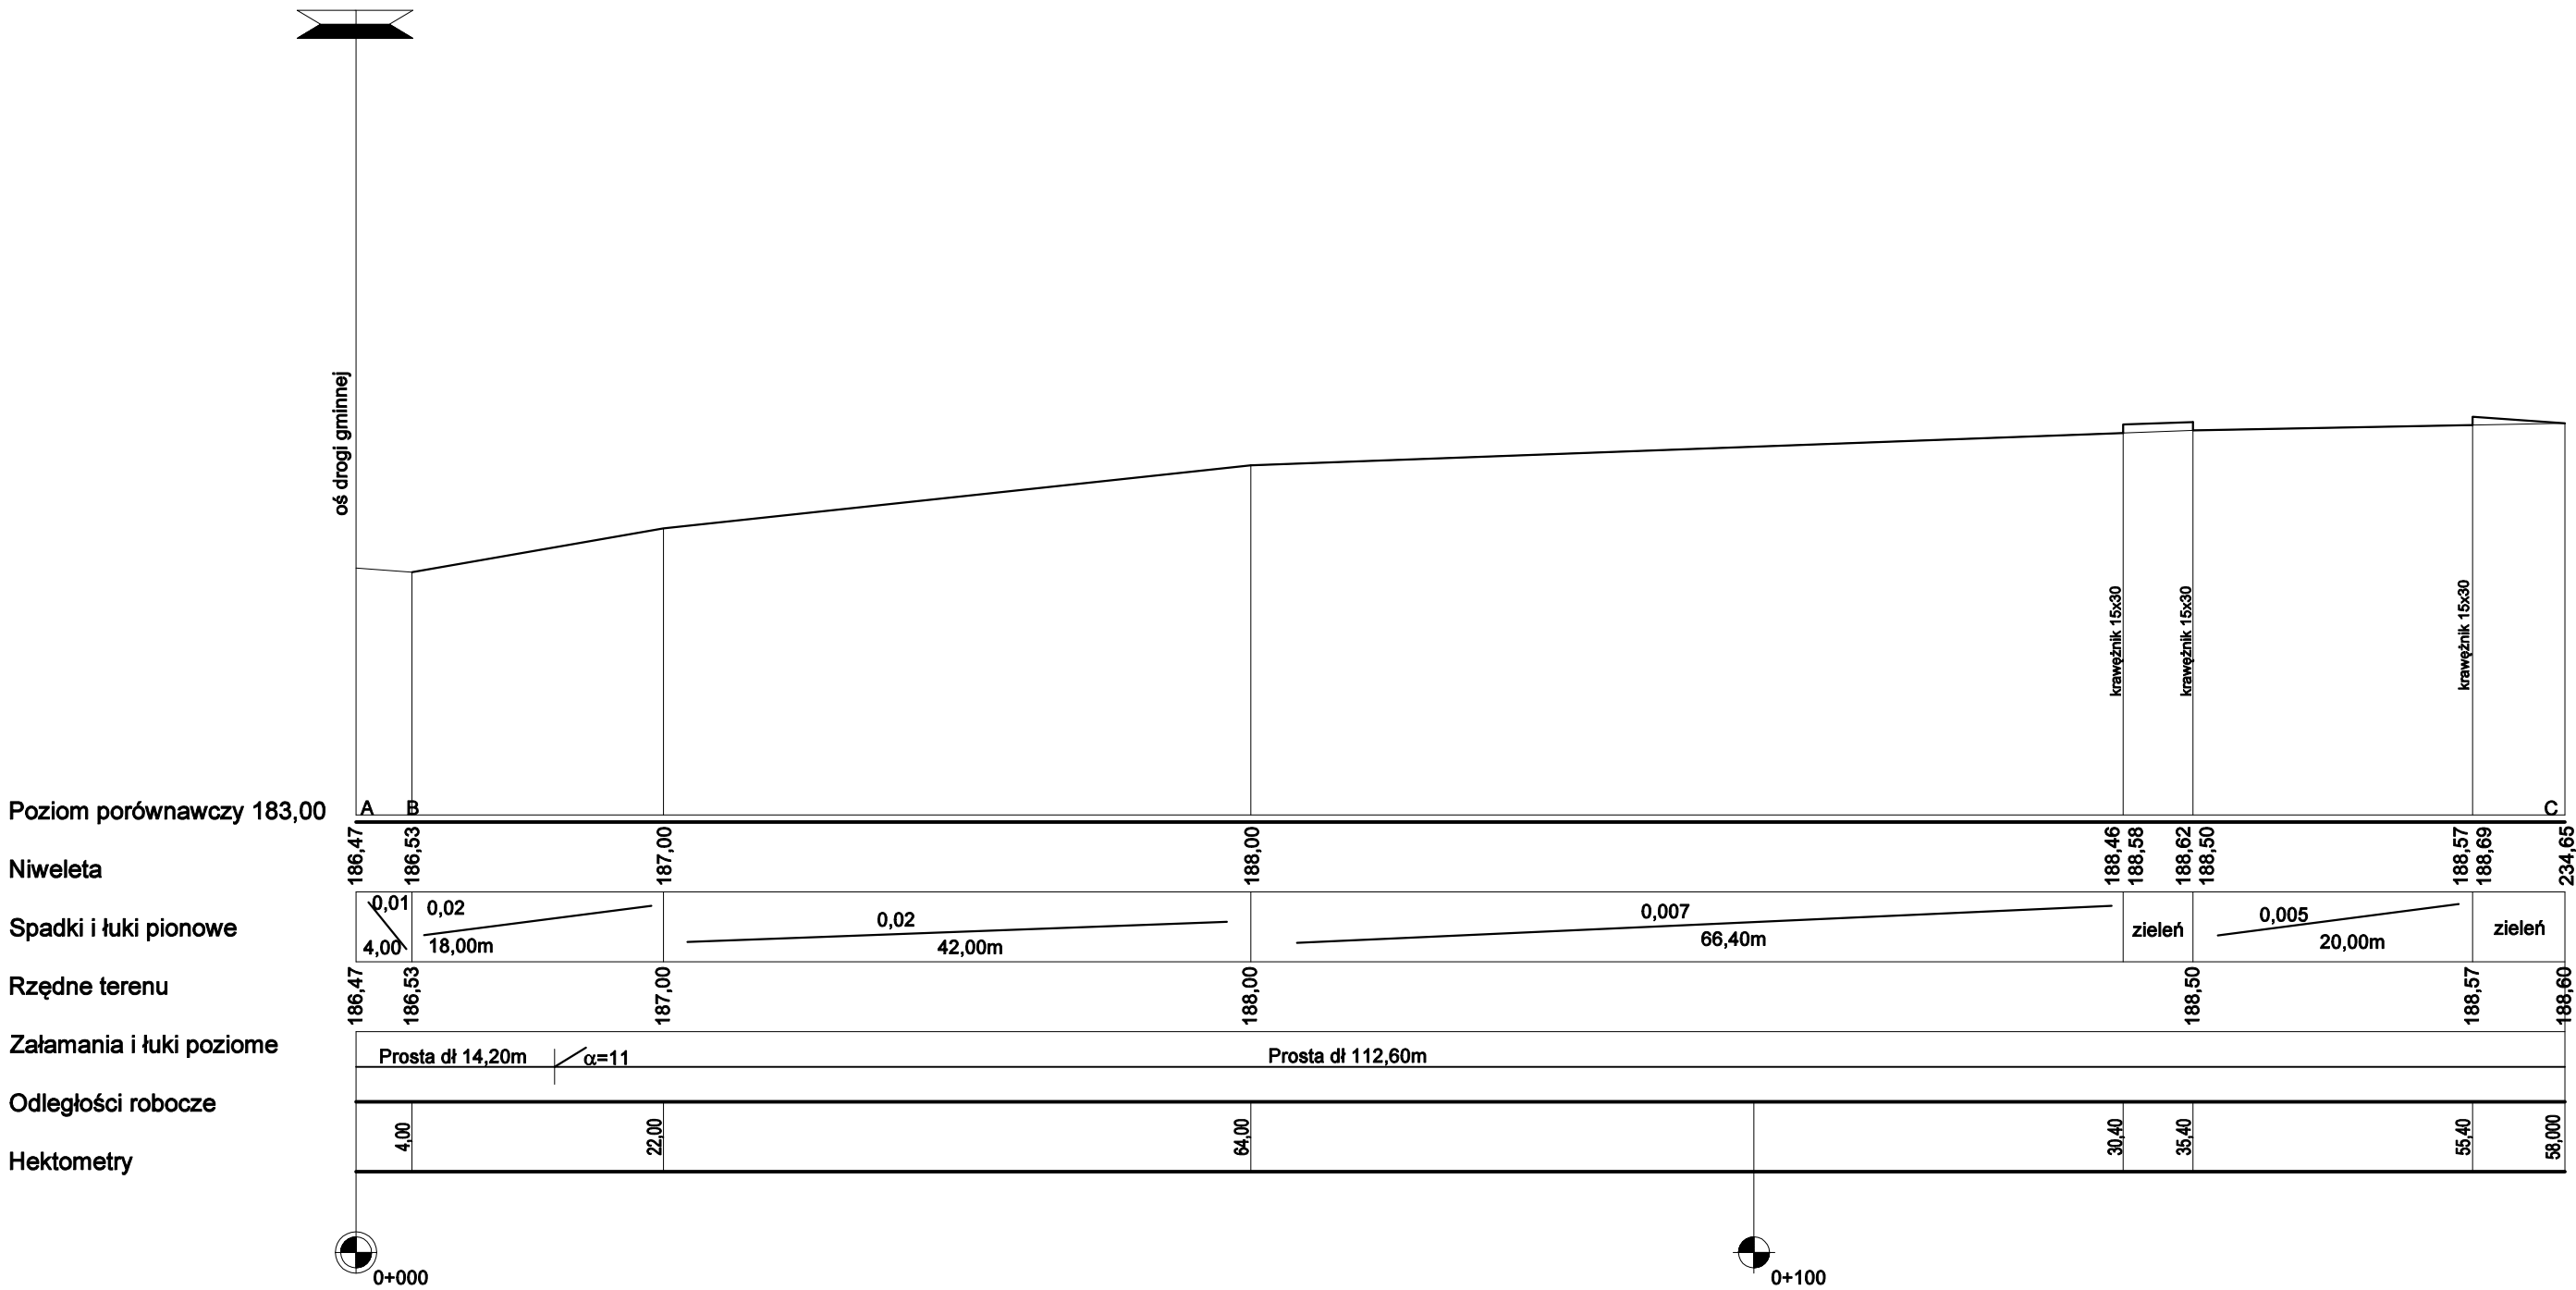 oś drogi gminnej
krawężnik 15x30
krawężnik 15x30
krawężnik 15x30
Poziom porównawczy 183,00
A
B
C
Niweleta
186,47
186,53
187,00
188,00
188,46
188,58
188,62
188,50
188,57
188,69
234,65
Spadki i łuki pionowe
0,01
4,00
0,02
18,00m
0,02
42,00m
0,007
66,40m
zieleń
0,005
20,00m
zieleń
Rzędne terenu
186,47
186,53
187,00
188,00
188,50
188,57
188,60
Załamania i łuki poziome
Prosta dł 14,20m
α=11
Prosta dł 112,60m
Odległości robocze
4,00
22,00
64,00
30,40
35,40
55,40
58,000
Hektometry
0+000
0+100